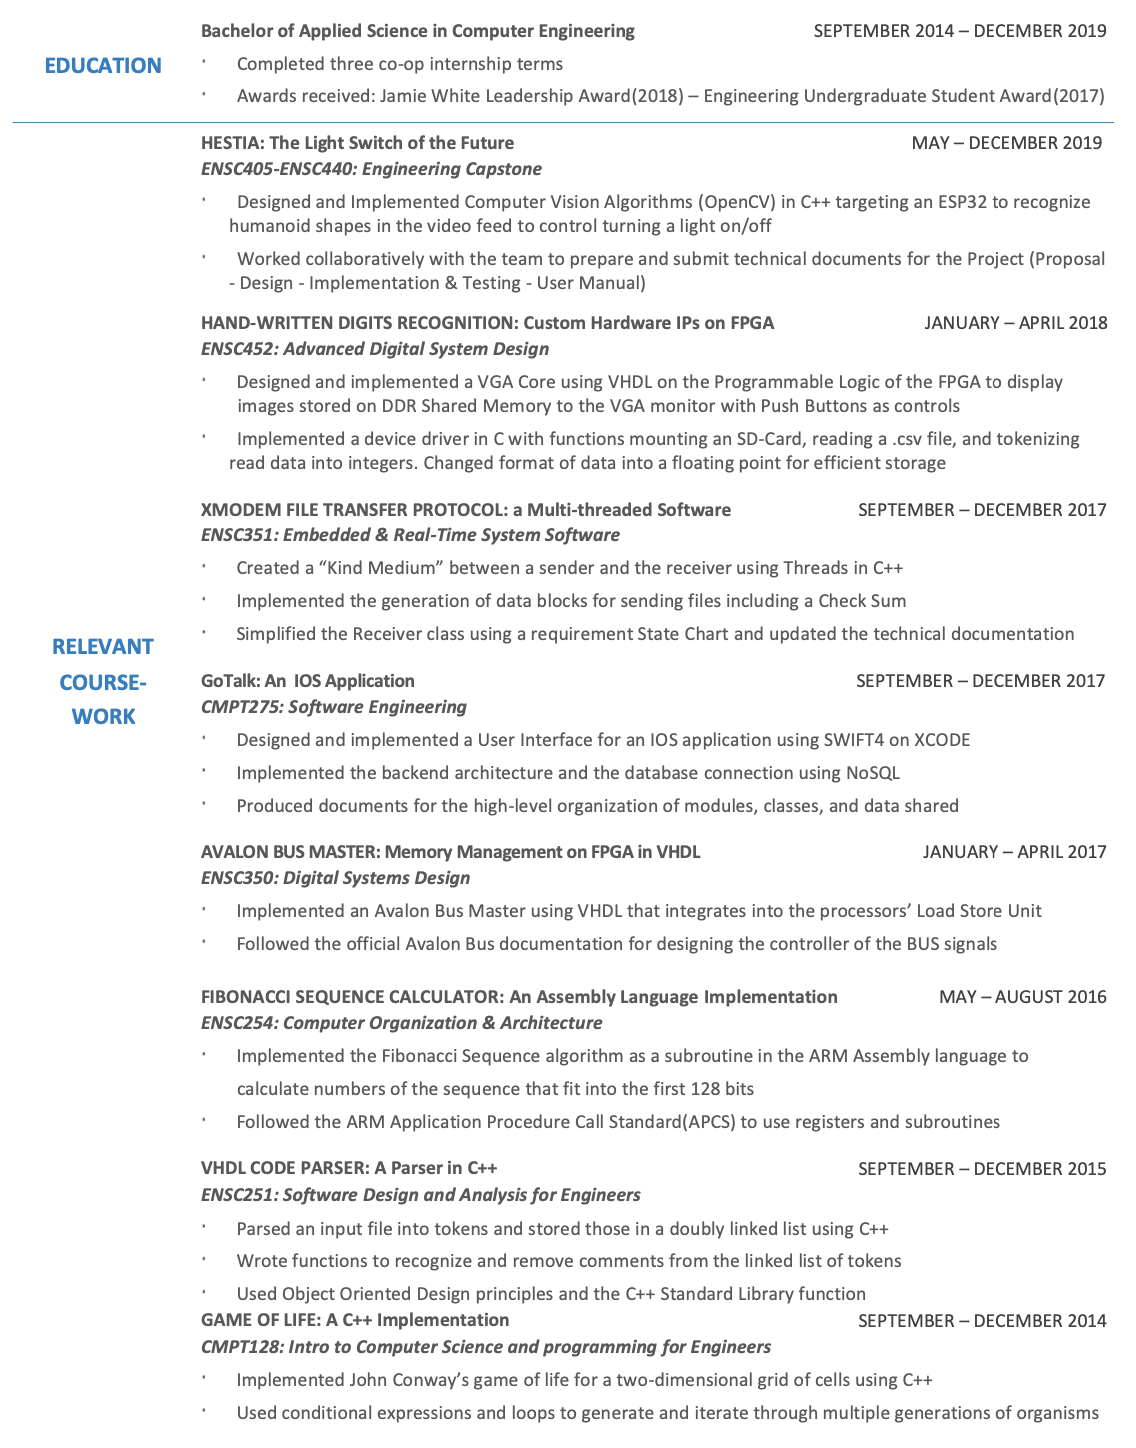 Bachelor of Applied Science in Computer Engineering SEPTEMBER 2014 – DECEMBER 2019
EDUCATION
· Completed three co-op internship terms
· Awards received: Jamie White Leadership Award(2018) – Engineering Undergraduate Student Award(2017)
HESTIA: The Light Switch of the Future MAY – DECEMBER 2019
ENSC405-ENSC440: Engineering Capstone
· Designed and Implemented Computer Vision Algorithms (OpenCV) in C++ targeting an ESP32 to recognize
humanoid shapes in the video feed to control turning a light on/off
· Worked collaboratively with the team to prepare and submit technical documents for the Project (Proposal
- Design - Implementation & Testing - User Manual)
HAND-WRITTEN DIGITS RECOGNITION: Custom Hardware IPs on FPGA JANUARY – APRIL 2018
ENSC452: Advanced Digital System Design
· Designed and implemented a VGA Core using VHDL on the Programmable Logic of the FPGA to display
images stored on DDR Shared Memory to the VGA monitor with Push Buttons as controls
· Implemented a device driver in C with functions mounting an SD-Card, reading a .csv file, and tokenizing
read data into integers. Changed format of data into a floating point for efficient storage
XMODEM FILE TRANSFER PROTOCOL: a Multi-threaded Software SEPTEMBER – DECEMBER 2017
ENSC351: Embedded & Real-Time System Software
· Created a “Kind Medium” between a sender and the receiver using Threads in C++
· Implemented the generation of data blocks for sending files including a Check Sum
· Simplified the Receiver class using a requirement State Chart and updated the technical documentation
RELEVANT
COURSE-
WORK
GoTalk: An IOS Application SEPTEMBER – DECEMBER 2017
CMPT275: Software Engineering
· Designed and implemented a User Interface for an IOS application using SWIFT4 on XCODE
· Implemented the backend architecture and the database connection using NoSQL
· Produced documents for the high-level organization of modules, classes, and data shared
AVALON BUS MASTER: Memory Management on FPGA in VHDL JANUARY – APRIL 2017
ENSC350: Digital Systems Design
· Implemented an Avalon Bus Master using VHDL that integrates into the processors’ Load Store Unit
· Followed the official Avalon Bus documentation for designing the controller of the BUS signals
FIBONACCI SEQUENCE CALCULATOR: An Assembly Language Implementation MAY – AUGUST 2016
ENSC254: Computer Organization & Architecture
· Implemented the Fibonacci Sequence algorithm as a subroutine in the ARM Assembly language to
calculate numbers of the sequence that fit into the first 128 bits
· Followed the ARM Application Procedure Call Standard(APCS) to use registers and subroutines
VHDL CODE PARSER: A Parser in C++ SEPTEMBER – DECEMBER 2015
ENSC251: Software Design and Analysis for Engineers
· Parsed an input file into tokens and stored those in a doubly linked list using C++
· Wrote functions to recognize and remove comments from the linked list of tokens
· Used Object Oriented Design principles and the C++ Standard Library function
GAME OF LIFE: A C++ Implementation SEPTEMBER – DECEMBER 2014
CMPT128: Intro to Computer Science and programming for Engineers
· Implemented John Conway’s game of life for a two-dimensional grid of cells using C++
· Used conditional expressions and loops to generate and iterate through multiple generations of organisms